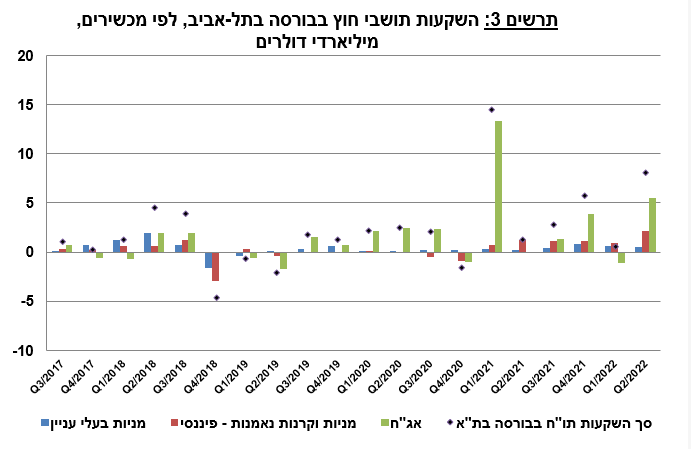 תרשים 3: השקעות תושבי חוץ בבורסה בתל-אביב, לפי מכשירים,
מיליארדי דולרים
20
15
10
5
0
-5
-10
Q3/2017
Q4/2017
Q1/2018
Q2/2018
Q3/2018
Q4/2018
Q1/2019
Q2/2019
Q3/2019
Q4/2019
Q1/2020
Q2/2020
Q3/2020
Q4/2020
Q1/2021
Q2/2021
Q3/2021
Q4/2021
Q1/2022
Q2/2022
מניות בעלי עניין
מניות וקרנות נאמנות - פיננסי
אג"ח
סך השקעות תו"ח בבורסה בת"א